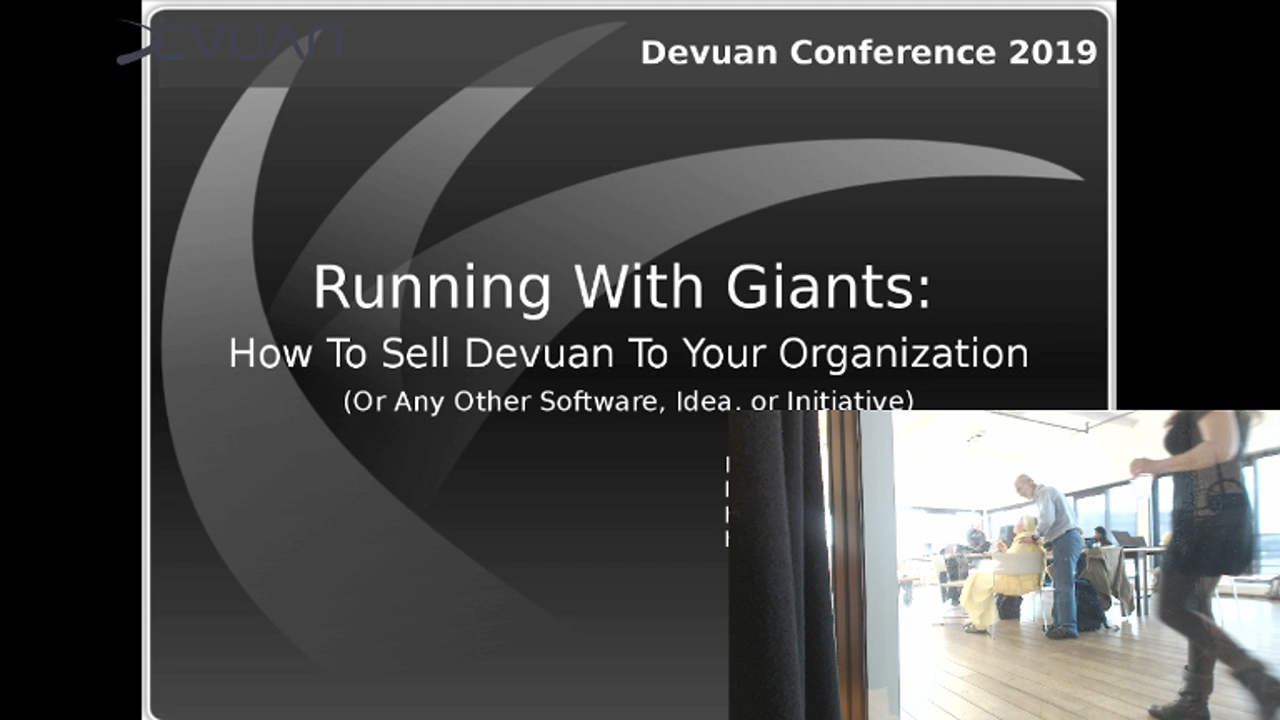 DEVUAN
Devuan Conference 2019
Running With Giants:
How To Sell Devuan To Your Organization
(Or Any Other Software, Idea, or Initiative)